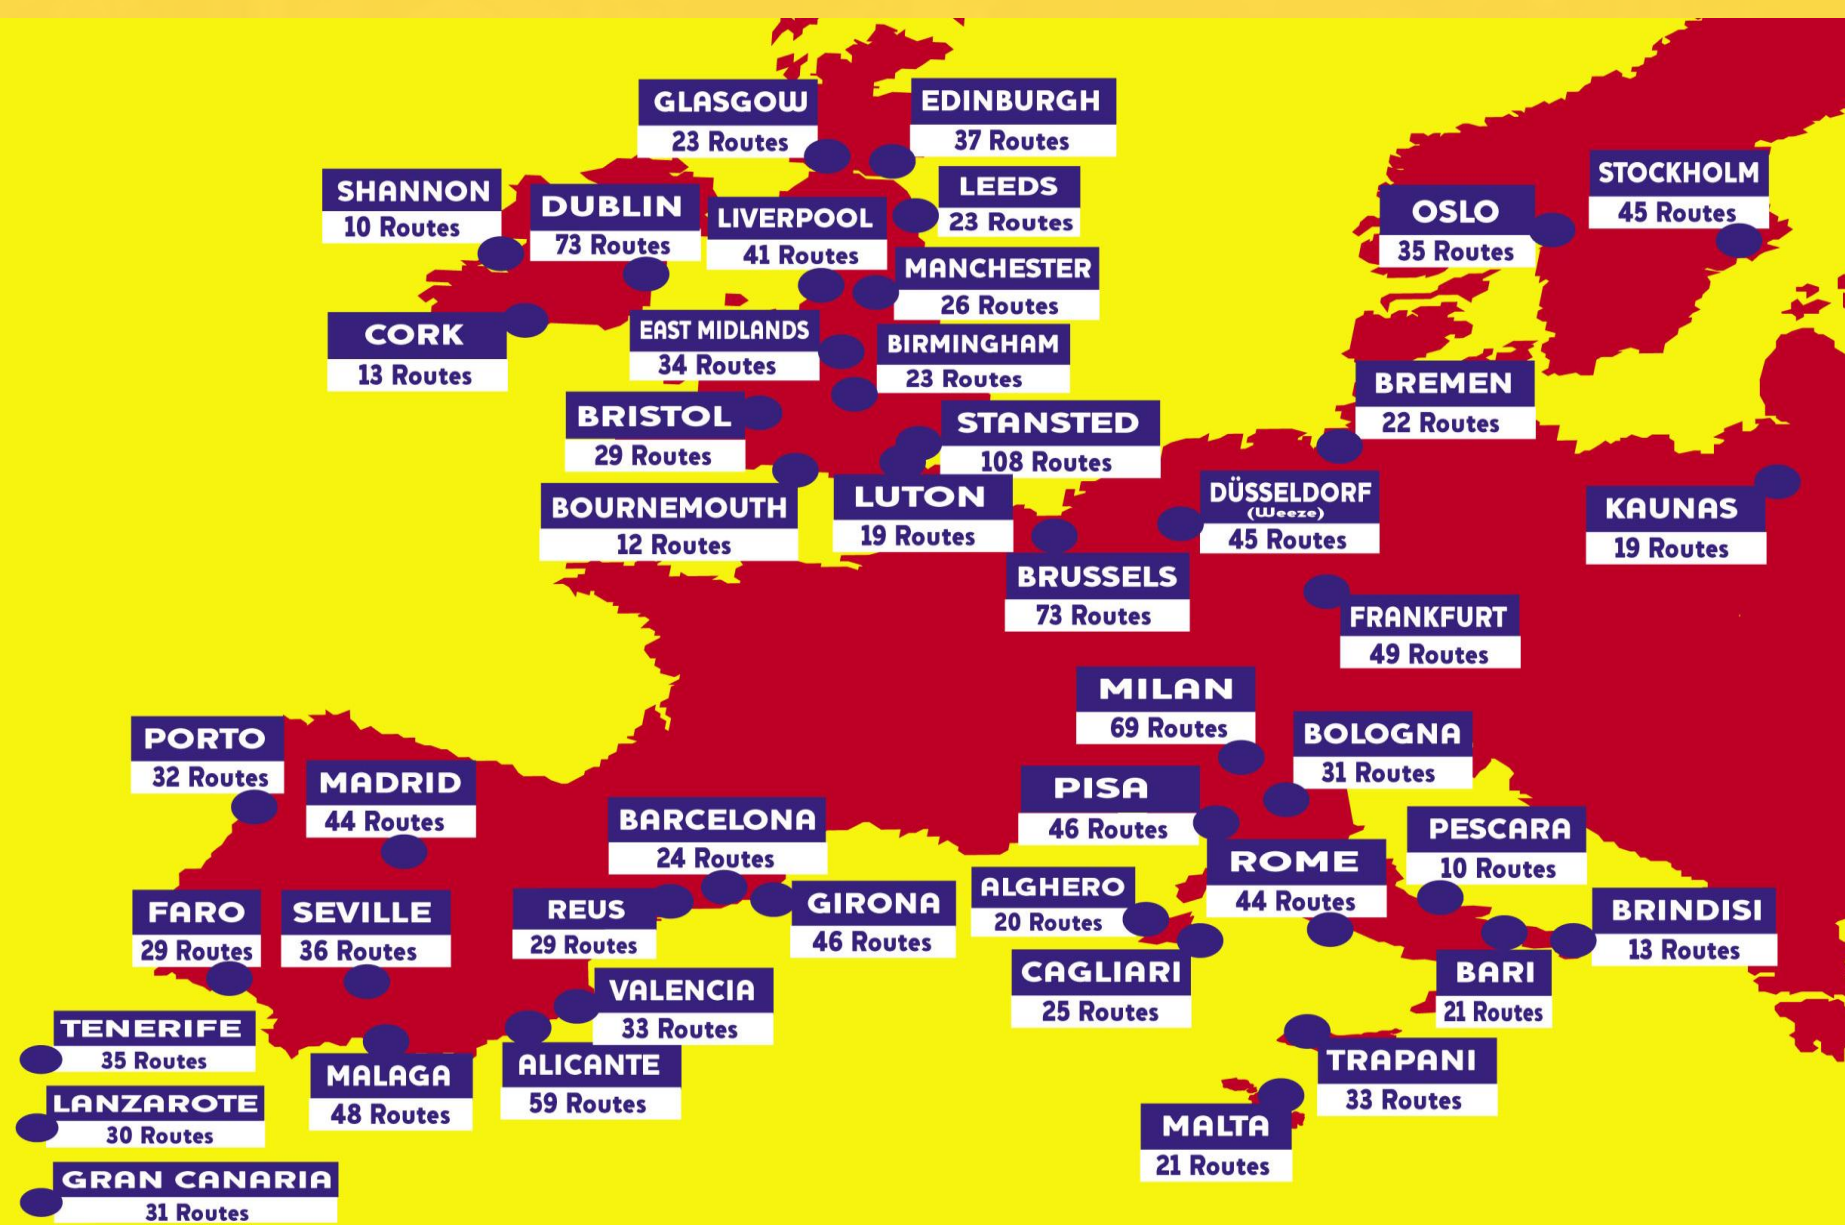 GLASGOW
23 Routes
EDINBURGH
37 Routes
SHANNON
10 Routes
DUBLIN
73 Routes
LIVERPOOL
41 Routes
LEEDS
23 Routes
OSLO
35 Routes
STOCKHOLM
45 Routes
MANCHESTER
26 Routes
CORK
13 Routes
EAST MIDLANDS
34 Routes
BIRMINGHAM
23 Routes
BREMEN
22 Routes
BRISTOL
29 Routes
STANSTED
108 Routes
BOURNEMOUTH
12 Routes
LUTON
19 Routes
DÜSSELDORF
(Weeze)
45 Routes
KAUNAS
19 Routes
BRUSSELS
73 Routes
FRANKFURT
49 Routes
MILAN
69 Routes
BOLOGNA
31 Routes
PORTO
32 Routes
MADRID
44 Routes
BARCELONA
24 Routes
PISA
46 Routes
ROME
44 Routes
PESCARA
10 Routes
FARO
29 Routes
SEVILLE
36 Routes
REUS
29 Routes
GIRONA
46 Routes
ALGHERO
20 Routes
BRINDISI
13 Routes
CAGLIARI
25 Routes
BARI
21 Routes
VALENCIA
33 Routes
TENERIFE
35 Routes
MALAGA
48 Routes
ALICANTE
59 Routes
TRAPANI
33 Routes
LANZAROTE
30 Routes
MALTA
21 Routes
GRAN CANARIA
31 Routes